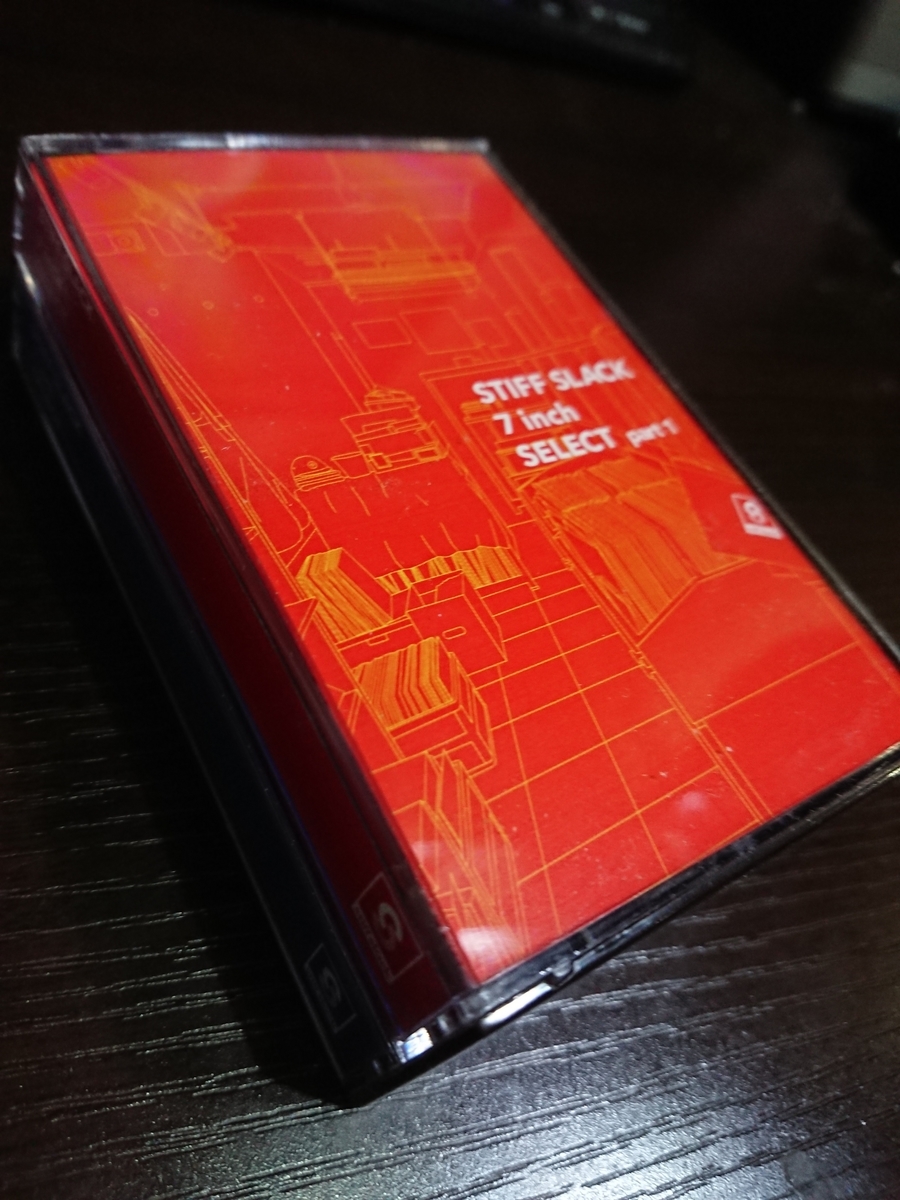 STIFF SLACK
7 inch
SELECT part 1